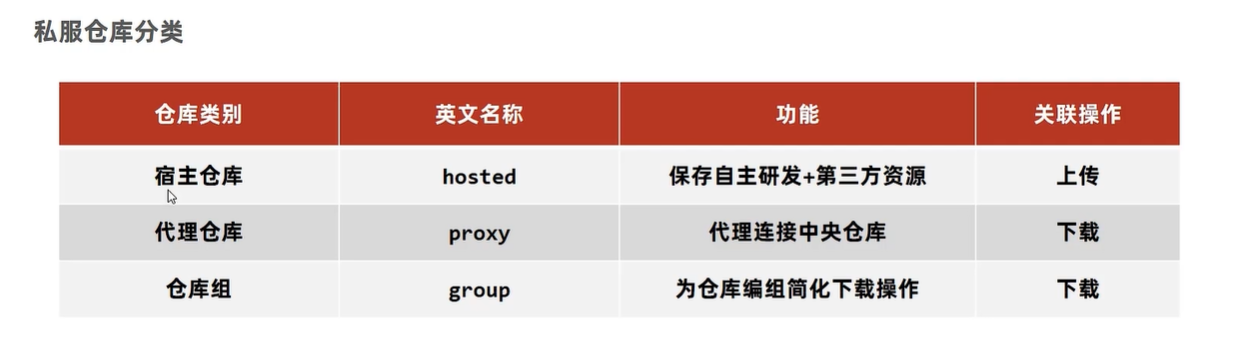 私服仓库分类
仓库类别 英文名称 功能 关联操作
宿主仓库 hosted 保存自主研发+第三方资源 上传
代理仓库 proxy 代理连接中央仓库 下载
仓库组 group 为仓库编组简化下载操作 下载